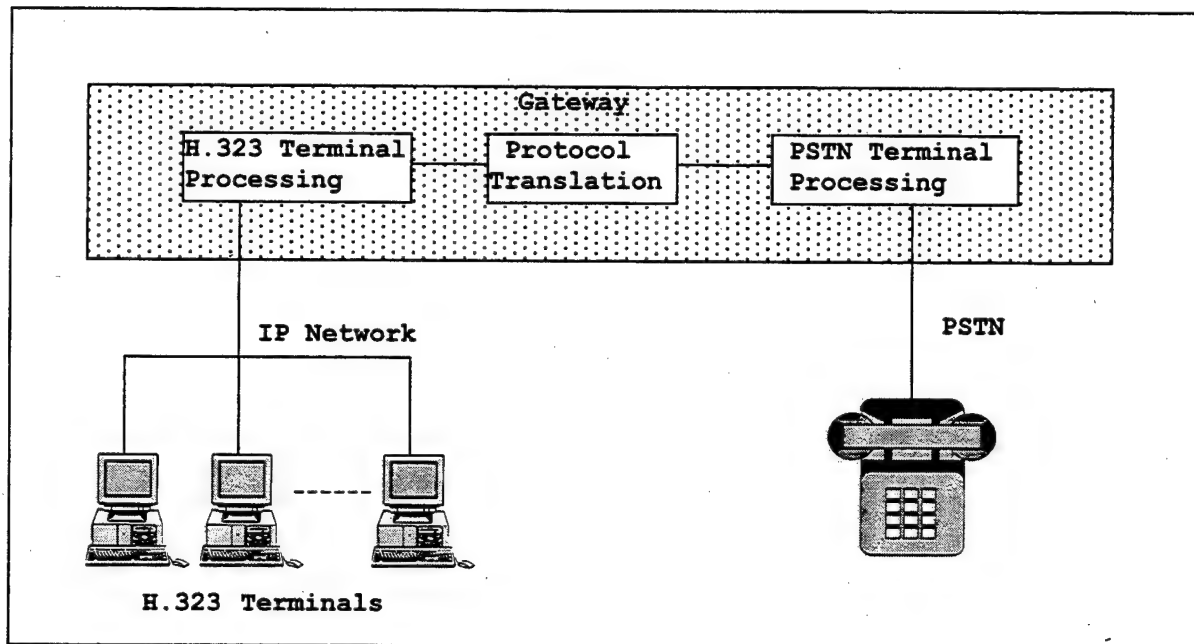 Gateway
H.323 Terminal
Processing
Protocol
Translation
PSTN Terminal
Processing
IP Network
PSTN
H.323 Terminals